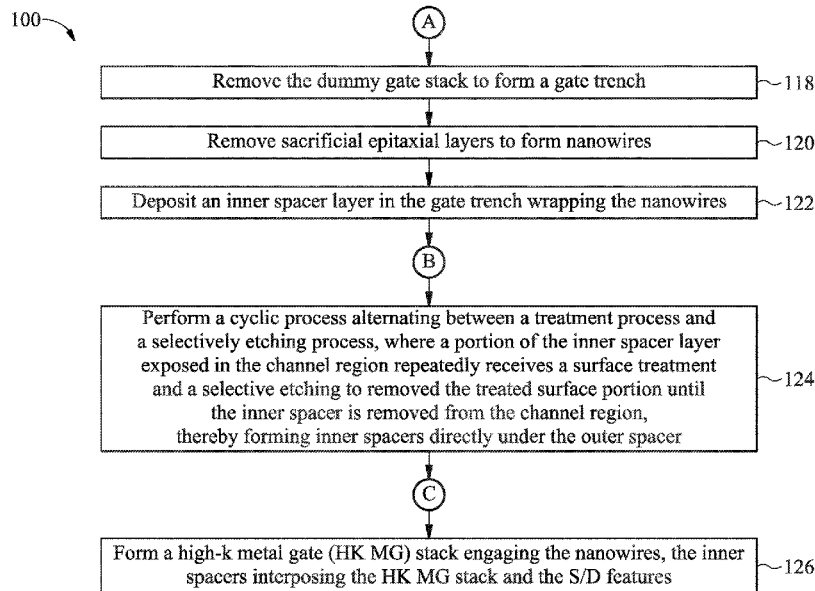 100
A
Remove the dummy gate stack to form a gate trench
118
Remove sacrificial epitaxial layers to form nanowires
120
Deposit an inner spacer layer in the gate trench wrapping the nanowires
122
B
Perform a cyclic process alternating between a treatment process and
a selectively etching process, where a portion of the inner spacer layer
exposed in the channel region repeatedly receives a surface treatment
and a selective etching to removed the treated surface portion until
the inner spacer is removed from the channel region,
thereby forming inner spacers directly under the outer spacer
124
C
Form a high-k metal gate (HK MG) stack engaging the nanowires, the inner
spacers interposing the HK MG stack and the S/D features
126